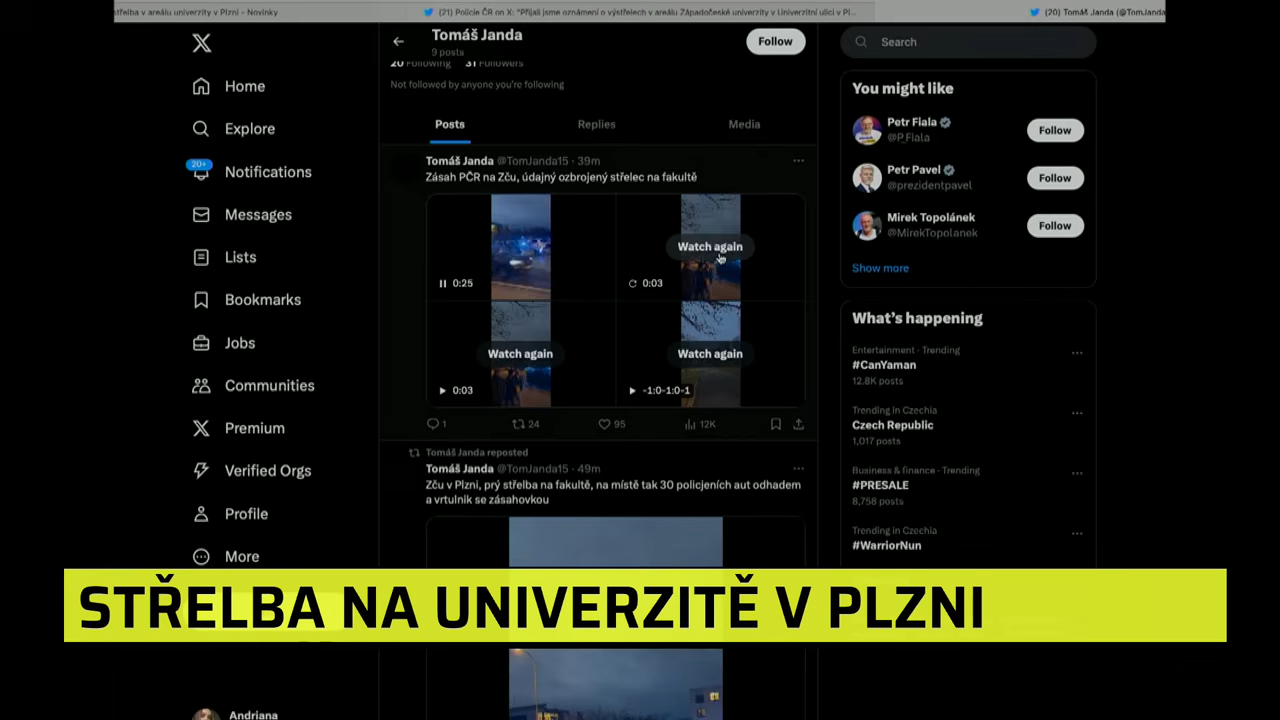 střelba v areálu univerzity v Plzni - Novinky
(21) Policie ČR on X: "Přijali jsme oznámení o výstřelech v areálu Západočeské univerzity v Univerzitní ulici v Pl...
(20) Tomáš Janda (@TomJanda
Home
Explore
20+
Notifications
Messages
Lists
Bookmarks
Jobs
Communities
Premium
Verified Orgs
Profile
More
Andriana
Tomáš Janda
9 posts
Follow
20 Following 31 Followers
Not followed by anyone you're following
Posts Replies Media
Tomáš Janda @TomJanda15 · 39m
Zásah PČR na Zču, údajný ozbrojený střelec na fakultě
Watch again
0:25
0:03
Watch again
Watch again
0:03
-1:0-1:0-1
1 24 95 12K
Tomáš Janda reposted
Tomáš Janda @TomJanda15 · 49m
Zču v Plzni, prý střelba na fakultě, na místě tak 30 policjeních aut odhadem
a vrtulnik se zásahovkou
Search
You might like
Petr Fiala
@P_Fiala
Follow
Petr Pavel
@prezidentpavel
Follow
Mirek Topolánek
@MirekTopolanek
Follow
Show more
What's happening
Entertainment · Trending
#CanYaman
12.8K posts
Trending in Czechia
Czech Republic
1,017 posts
Business & finance · Trending
#PRESALE
8,758 posts
Trending in Czechia
#WarriorNun
STŘELBA NA UNIVERZITĚ V PLZNI